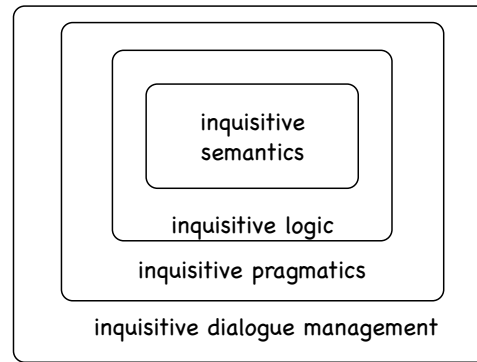 inquisitive
semantics
inquisitive logic
inquisitive pragmatics
inquisitive dialogue management